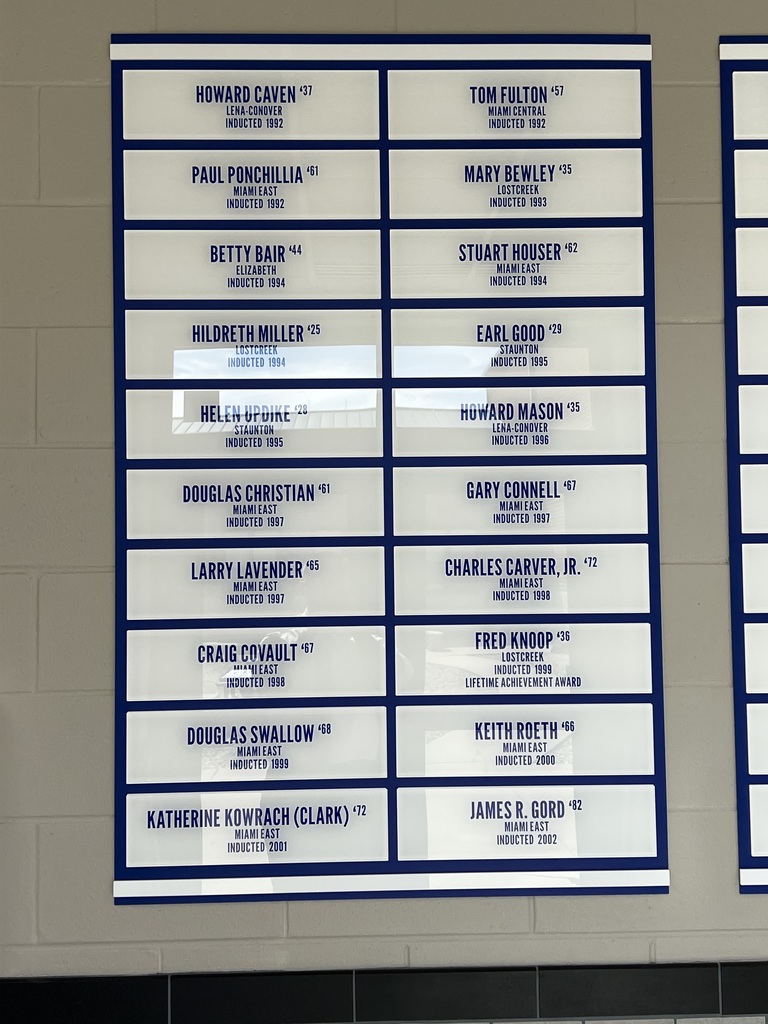 HOWARD CAVEN '37
LENA-CONOVER
INDUCTED 1992
TOM FULTON '57
MIAMI CENTRAL
INDUCTED 1992
PAUL PONCHILLIA '61
MIAMI EAST
INDUCTED 1992
MARY BEWLEY '35
LOSTCREEK
INDUCTED 1993
BETTY BAIR '44
ELIZABETH
INDUCTED 1994
STUART HOUSER '62
MIAMI EAST
INDUCTED 1994
HILDRETH MILLER '25
LOSTCREEK
INDUCTED 1994
EARL GOOD '29
STAUNTON
INDUCTED 1995
HELEN UPDIKE '28
STAUNTON
INDUCTED 1995
HOWARD MASON '35
LENA-CONOVER
INDUCTED 1996
DOUGLAS CHRISTIAN '61
MIAMI EAST
INDUCTED 1997
GARY CONNELL '67
MIAMI EAST
INDUCTED 1997
LARRY LAVENDER '65
MIAMI EAST
INDUCTED 1997
CHARLES CARVER, JR. '72
MIAMI EAST
INDUCTED 1998
CRAIG COVAULT '67
MIAMI EAST
INDUCTED 1998
FRED KNOOP '36
LOSTCREEK
INDUCTED 1999
LIFETIME ACHIEVEMENT AWARD
DOUGLAS SWALLOW '68
MIAMI EAST
INDUCTED 1999
KEITH ROETH '66
MIAMI EAST
INDUCTED 2000
KATHERINE KOWRACH (CLARK) '72
MIAMI EAST
INDUCTED 2001
JAMES R. GORD '82
MIAMI EAST
INDUCTED 2002